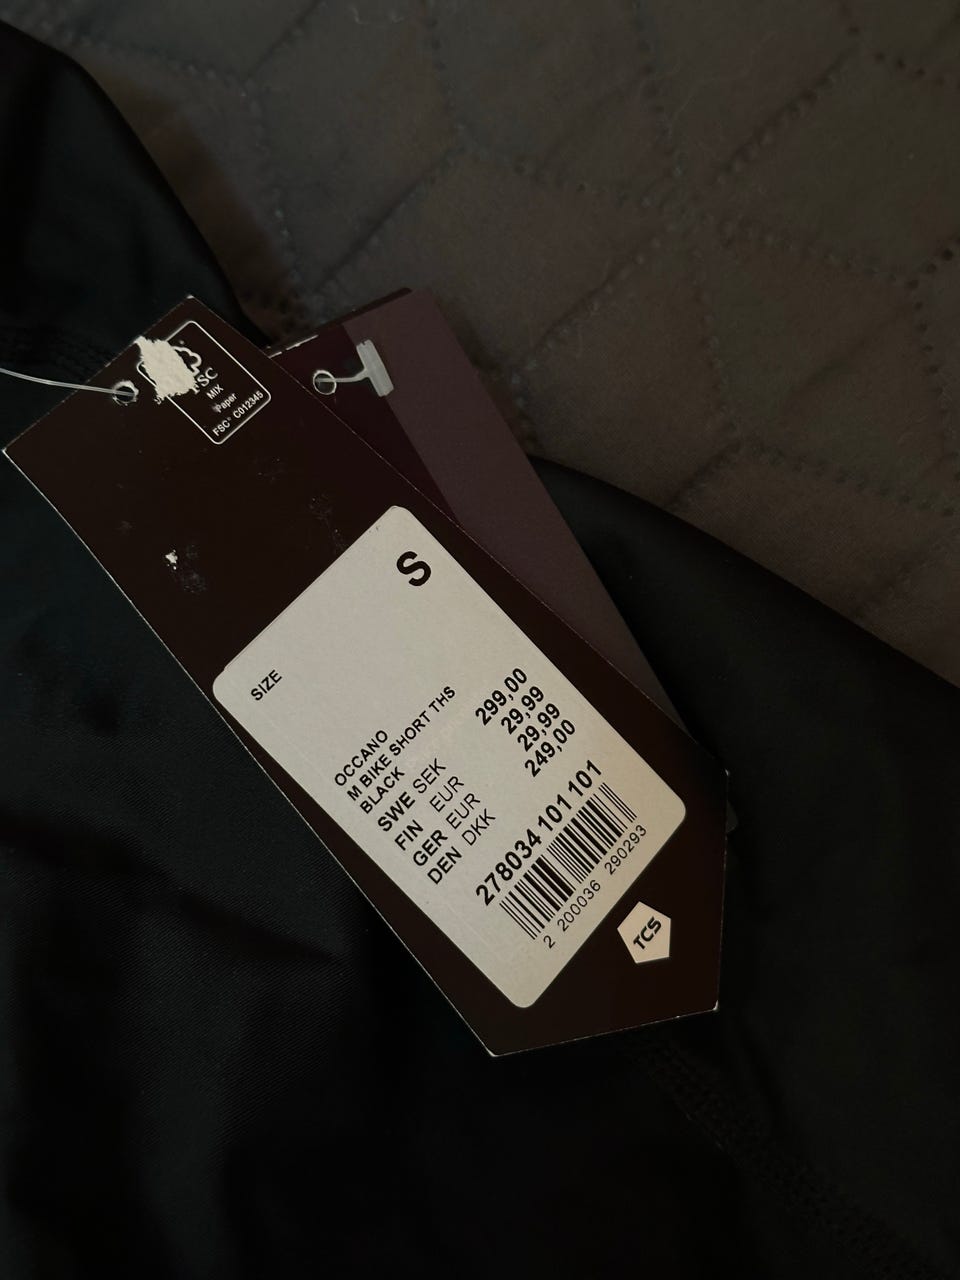 FSC
MIX
Paper
FSC® C012345
S
SIZE
OCCANO
M BIKE SHORT THS
BLACK
SWE SEK 299,00
FIN EUR 29,99
GER EUR 29,99
DEN DKK 249,00
278034 101 101
2 200036 290293
TCS